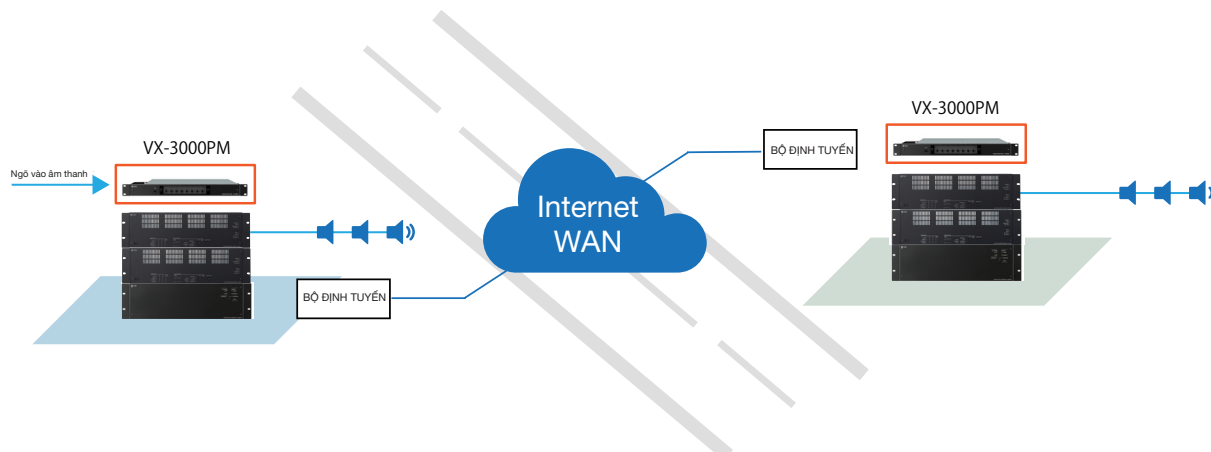 VX-3000PM
Ngõ vào âm thanh
BỘ ĐỊNH TUYẾN
Internet
WAN
BỘ ĐỊNH TUYẾN
VX-3000PM